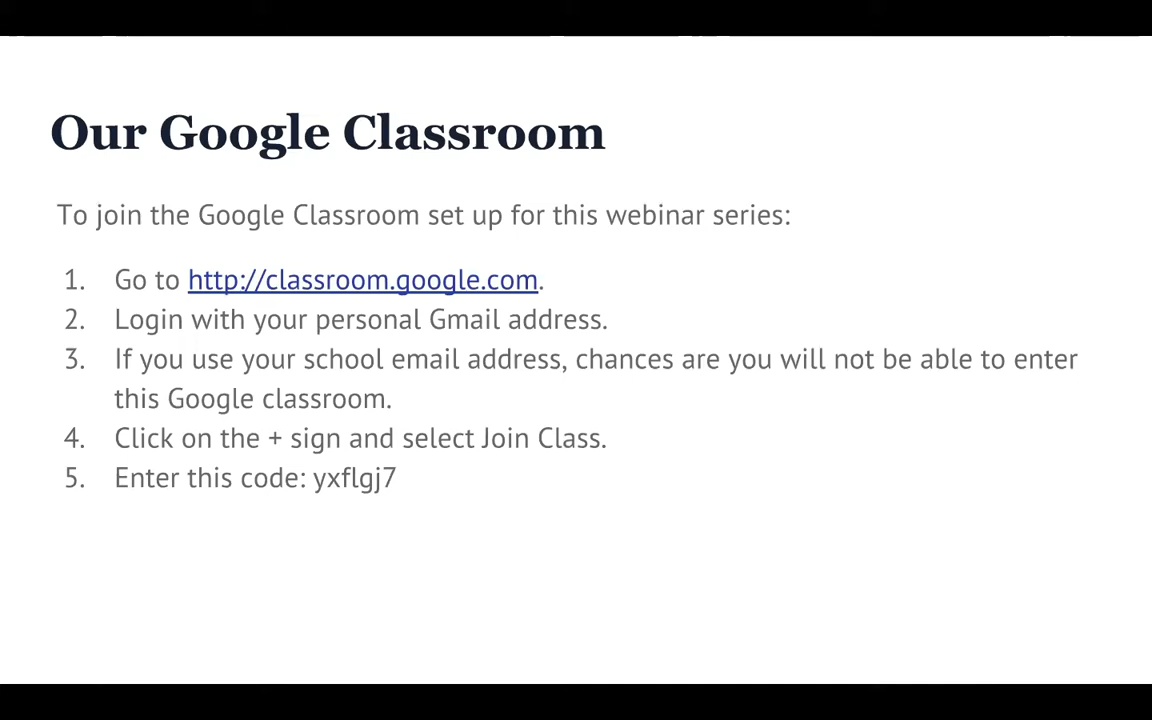 Our Google Classroom
To join the Google Classroom set up for this webinar series:
1. Go to http://classroom.google.com.
2. Login with your personal Gmail address.
3. If you use your school email address, chances are you will not be able to enter
this Google classroom.
4. Click on the + sign and select Join Class.
5. Enter this code: yxflgj7